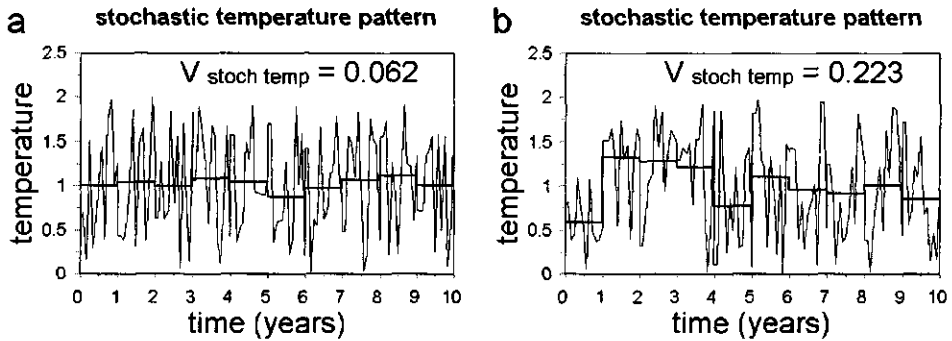 a
stochastic temperature pattern
V stoch temp = 0.062
temperature
2.5
2
1.5
1
0.5
0
0 1 2 3 4 5 6 7 8 9 10
time (years)
b
stochastic temperature pattern
V stoch temp = 0.223
temperature
2.5
2
1.5
1
0.5
0
0 1 2 3 4 5 6 7 8 9 10
time (years)